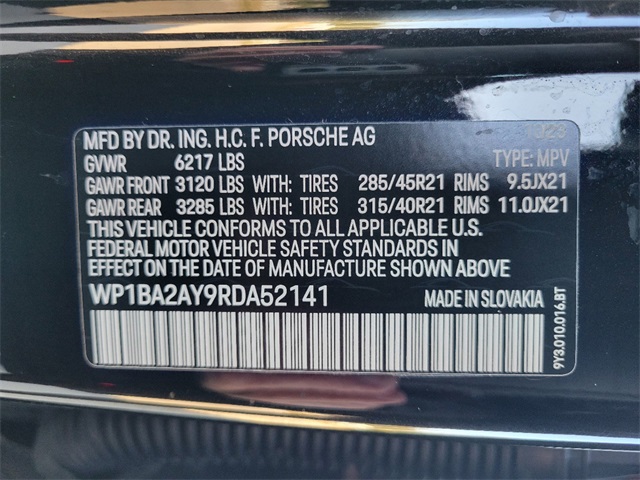 MFD BY DR. ING. H.C. F. PORSCHE AG
GVWR 6217 LBS TYPE: MPV
GAWR FRONT 3120 LBS WITH: TIRES 285/45R21 RIMS 9.5JX21
GAWR REAR 3285 LBS WITH: TIRES 315/40R21 RIMS 11.0JX21
THIS VEHICLE CONFORMS TO ALL APPLICABLE U.S.
FEDERAL MOTOR VEHICLE SAFETY STANDARDS IN
EFFECT ON THE DATE OF MANUFACTURE SHOWN ABOVE
WP1BA2AY9RDA52141 MADE IN SLOVAKIA
9Y3.010.016.BT